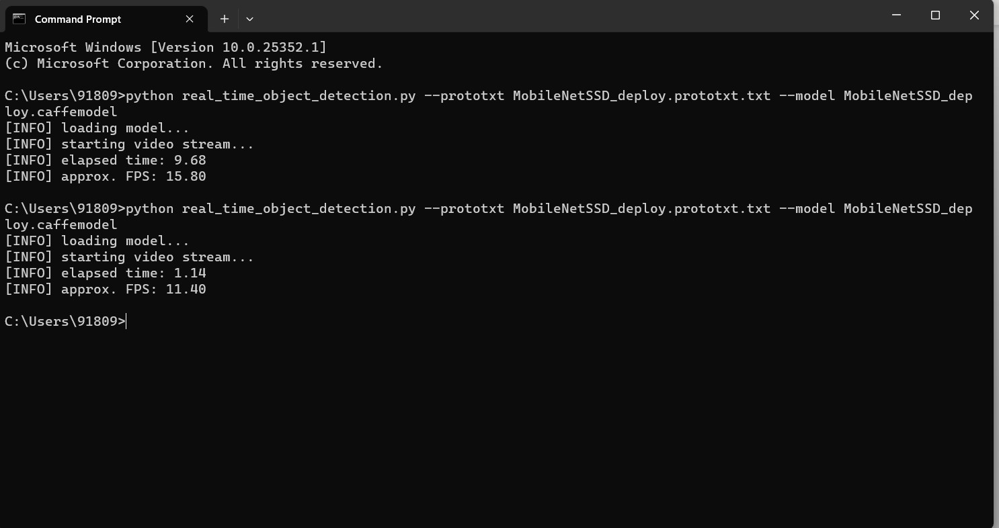 Command Prompt
Microsoft Windows [Version 10.0.25352.1]
(c) Microsoft Corporation. All rights reserved.
C:\Users\91809>python real_time_object_detection.py --prototxt MobileNetSSD_deploy.prototxt.txt --model MobileNetSSD_dep
loy.caffemodel
[INFO] loading model...
[INFO] starting video stream...
[INFO] elapsed time: 9.68
[INFO] approx. FPS: 15.80
C:\Users\91809>python real_time_object_detection.py --prototxt MobileNetSSD_deploy.prototxt.txt --model MobileNetSSD_dep
loy.caffemodel
[INFO] loading model...
[INFO] starting video stream...
[INFO] elapsed time: 1.14
[INFO] approx. FPS: 11.40
C:\Users\91809>